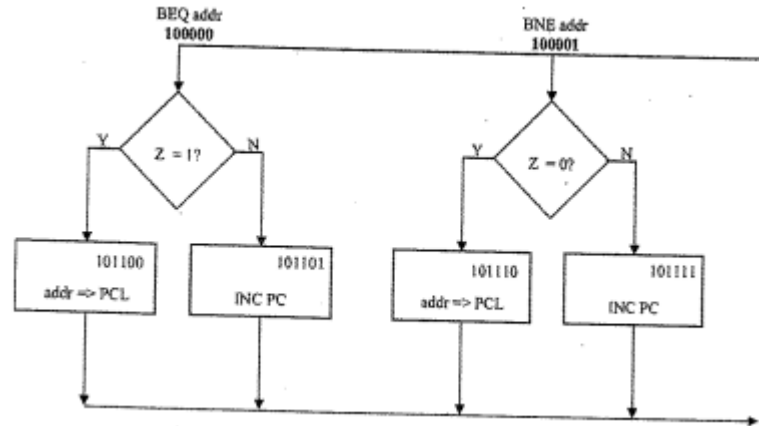 BEQ addr
100000
BNE addr
100001
Y
Z = 1?
N
Y
Z = 0?
N
101100
addr => PCL
101101
INC PC
101110
addr => PCL
101111
INC PC